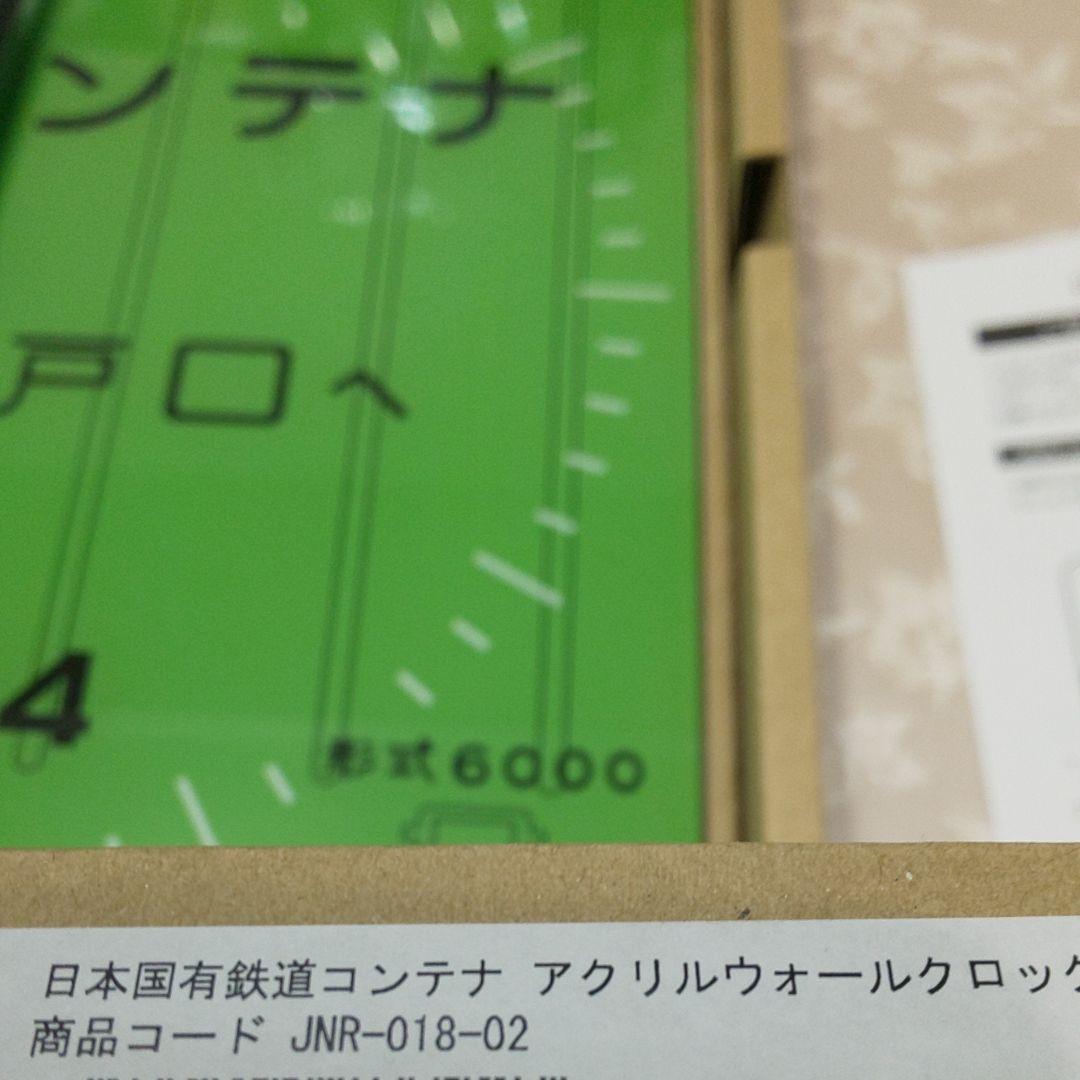 ンテナ
戸口へ
4
形式6000
日本国有鉄道コンテナ アクリルウォールクロック
商品コード JNR-018-02